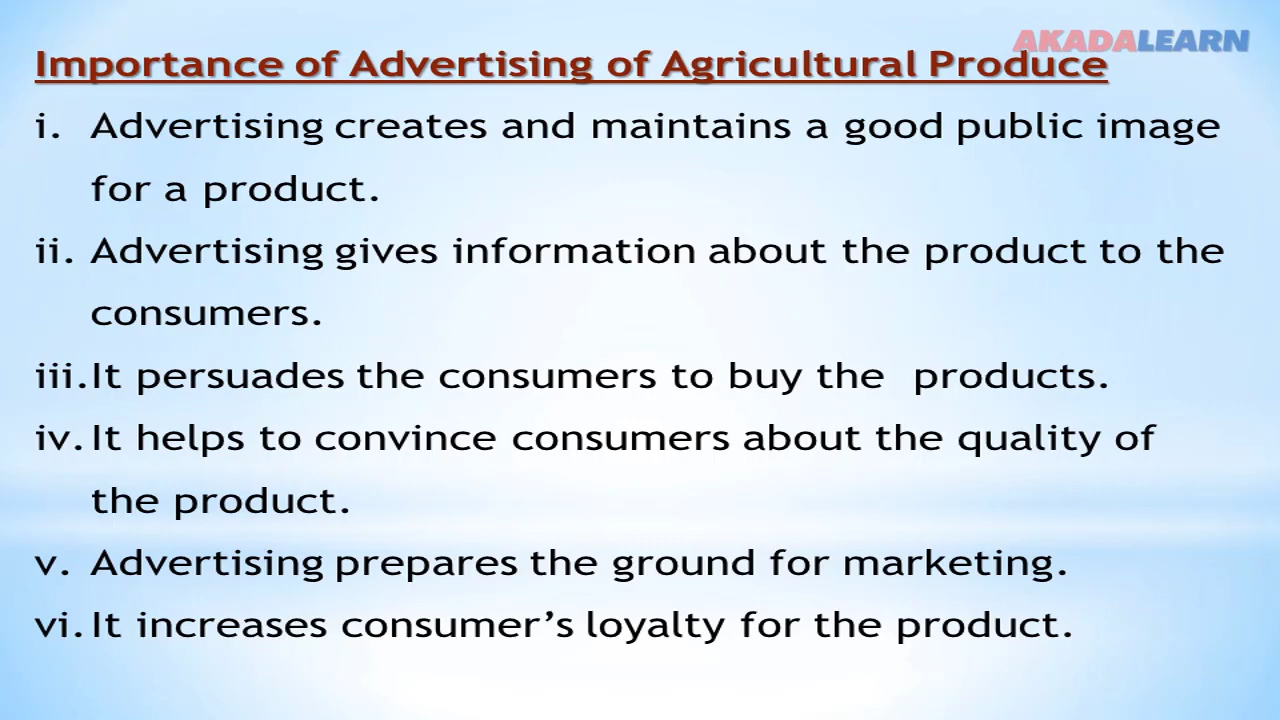 AKADALEARN
Importance of Advertising of Agricultural Produce
i. Advertising creates and maintains a good public image
for a product.
ii. Advertising gives information about the product to the
consumers.
iii.It persuades the consumers to buy the  products.
iv. It helps to convince consumers about the quality of
the product.
v. Advertising prepares the ground for marketing.
vi. It increases consumer’s loyalty for the product.